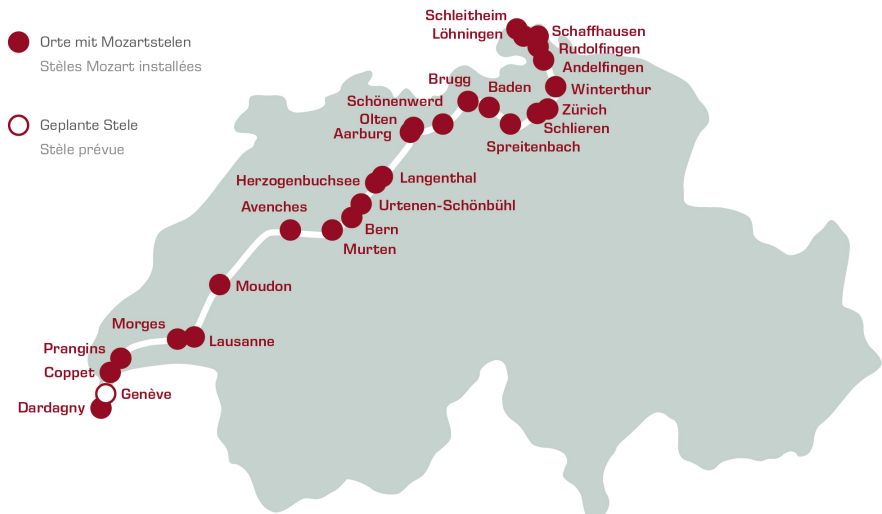 Orte mit Mozartstelen
Stèles Mozart installées
Geplante Stele
Stèle prévue
Schleitheim
Löhningen
Schaffhausen
Rudolfingen
Andelfingen
Winterthur
Zürich
Schlieren
Spreitenbach
Baden
Brugg
Schönenwerd
Olten
Aarburg
Langenthal
Herzogenbuchsee
Urtenen-Schönbühl
Bern
Murten
Avenches
Moudon
Lausanne
Morges
Prangins
Coppet
Genève
Dardagny